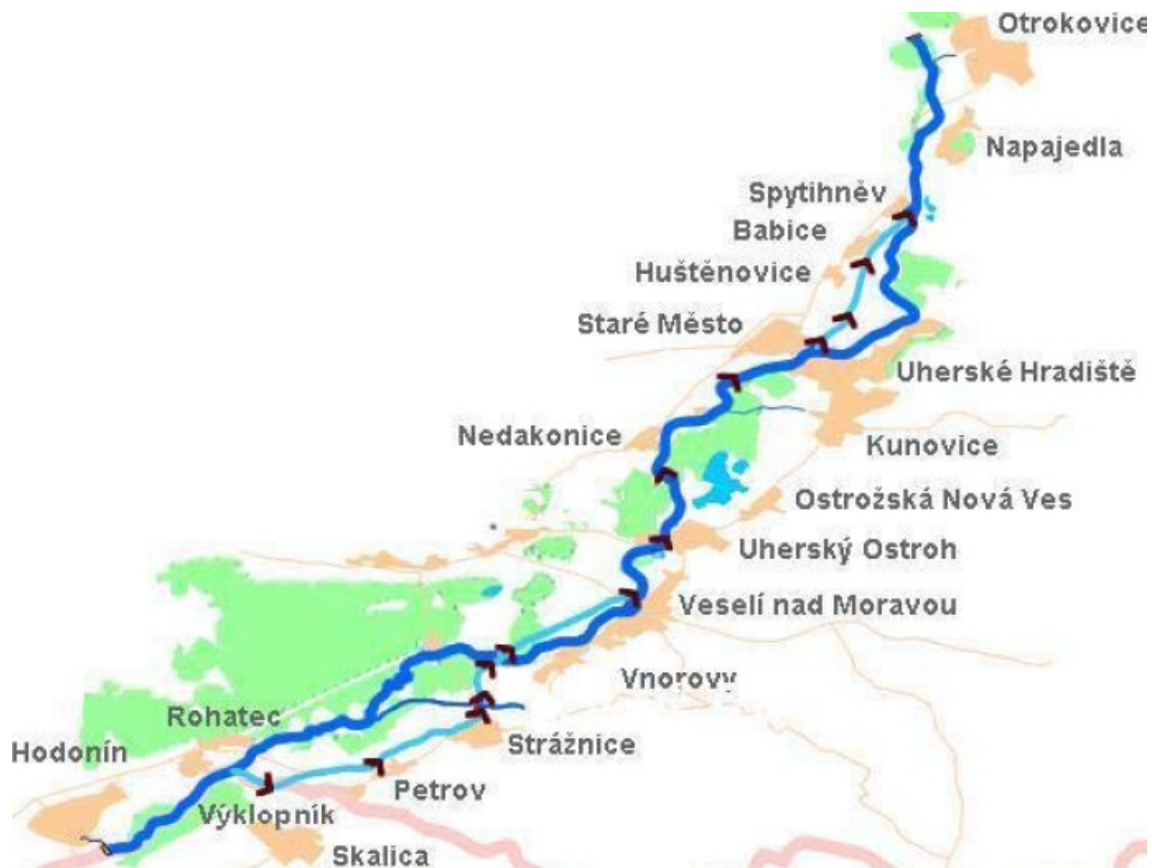 Otrokovice
Napajedla
Spytihněv
Babice
Huštěnovice
Staré Město
Uherské Hradiště
Nedakonice
Kunovice
Ostrožská Nová Ves
Uherský Ostroh
Veselí nad Moravou
Vnorovy
Rohatec
Strážnice
Hodonín
Petrov
Výklopník
Skalica